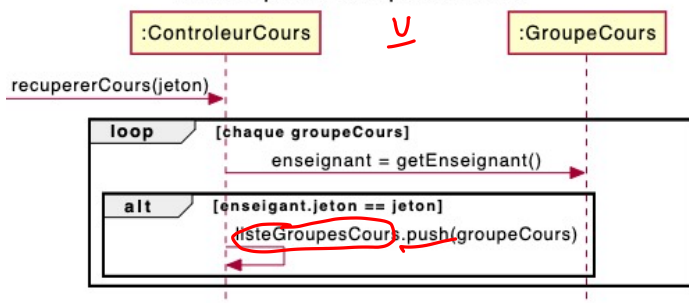 :ControleurCours
U
:GroupeCours
recupererCours(jeton)
loop
[chaque groupeCours]
enseignant = getEnseignant()
alt
[enseigant.jeton == jeton]
listeGroupesCours.push(groupeCours)